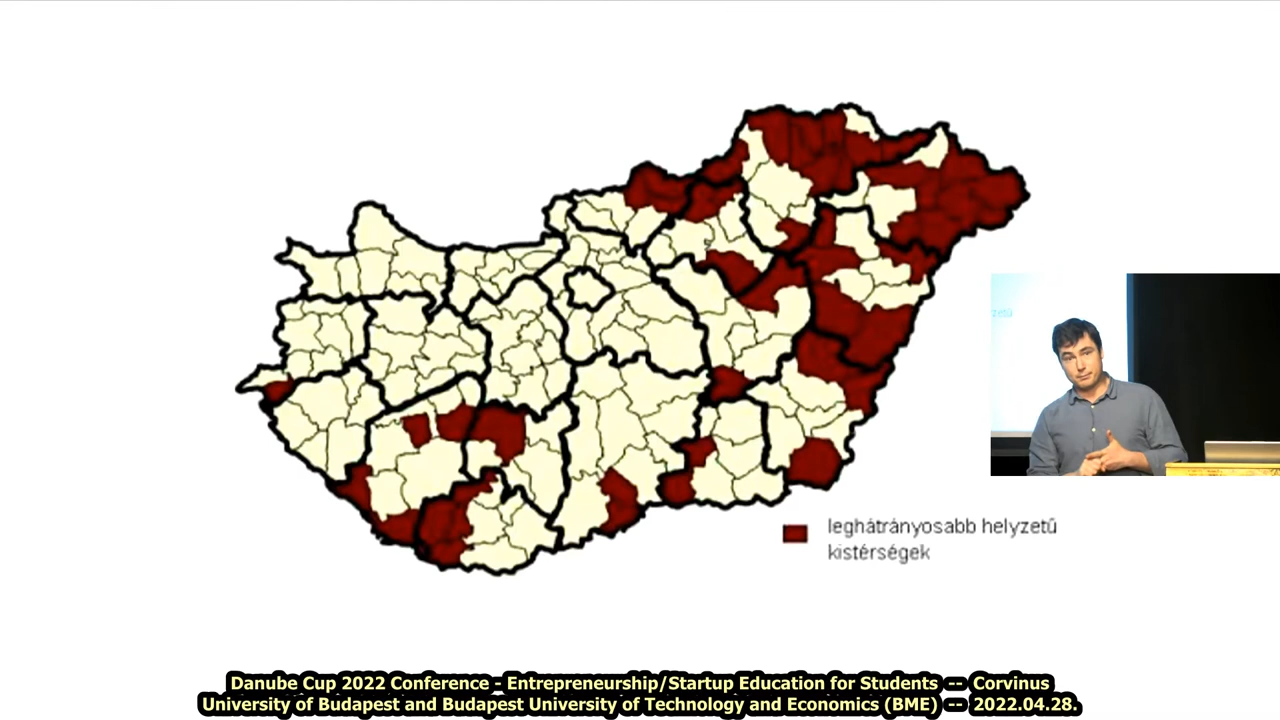 leghátrányosabb helyzetű
kistérségek
Danube Cup 2022 Conference - Entrepreneurship/Startup Education for Students -- Corvinus
University of Budapest and Budapest University of Technology and Economics (BME) -- 2022.04.28.